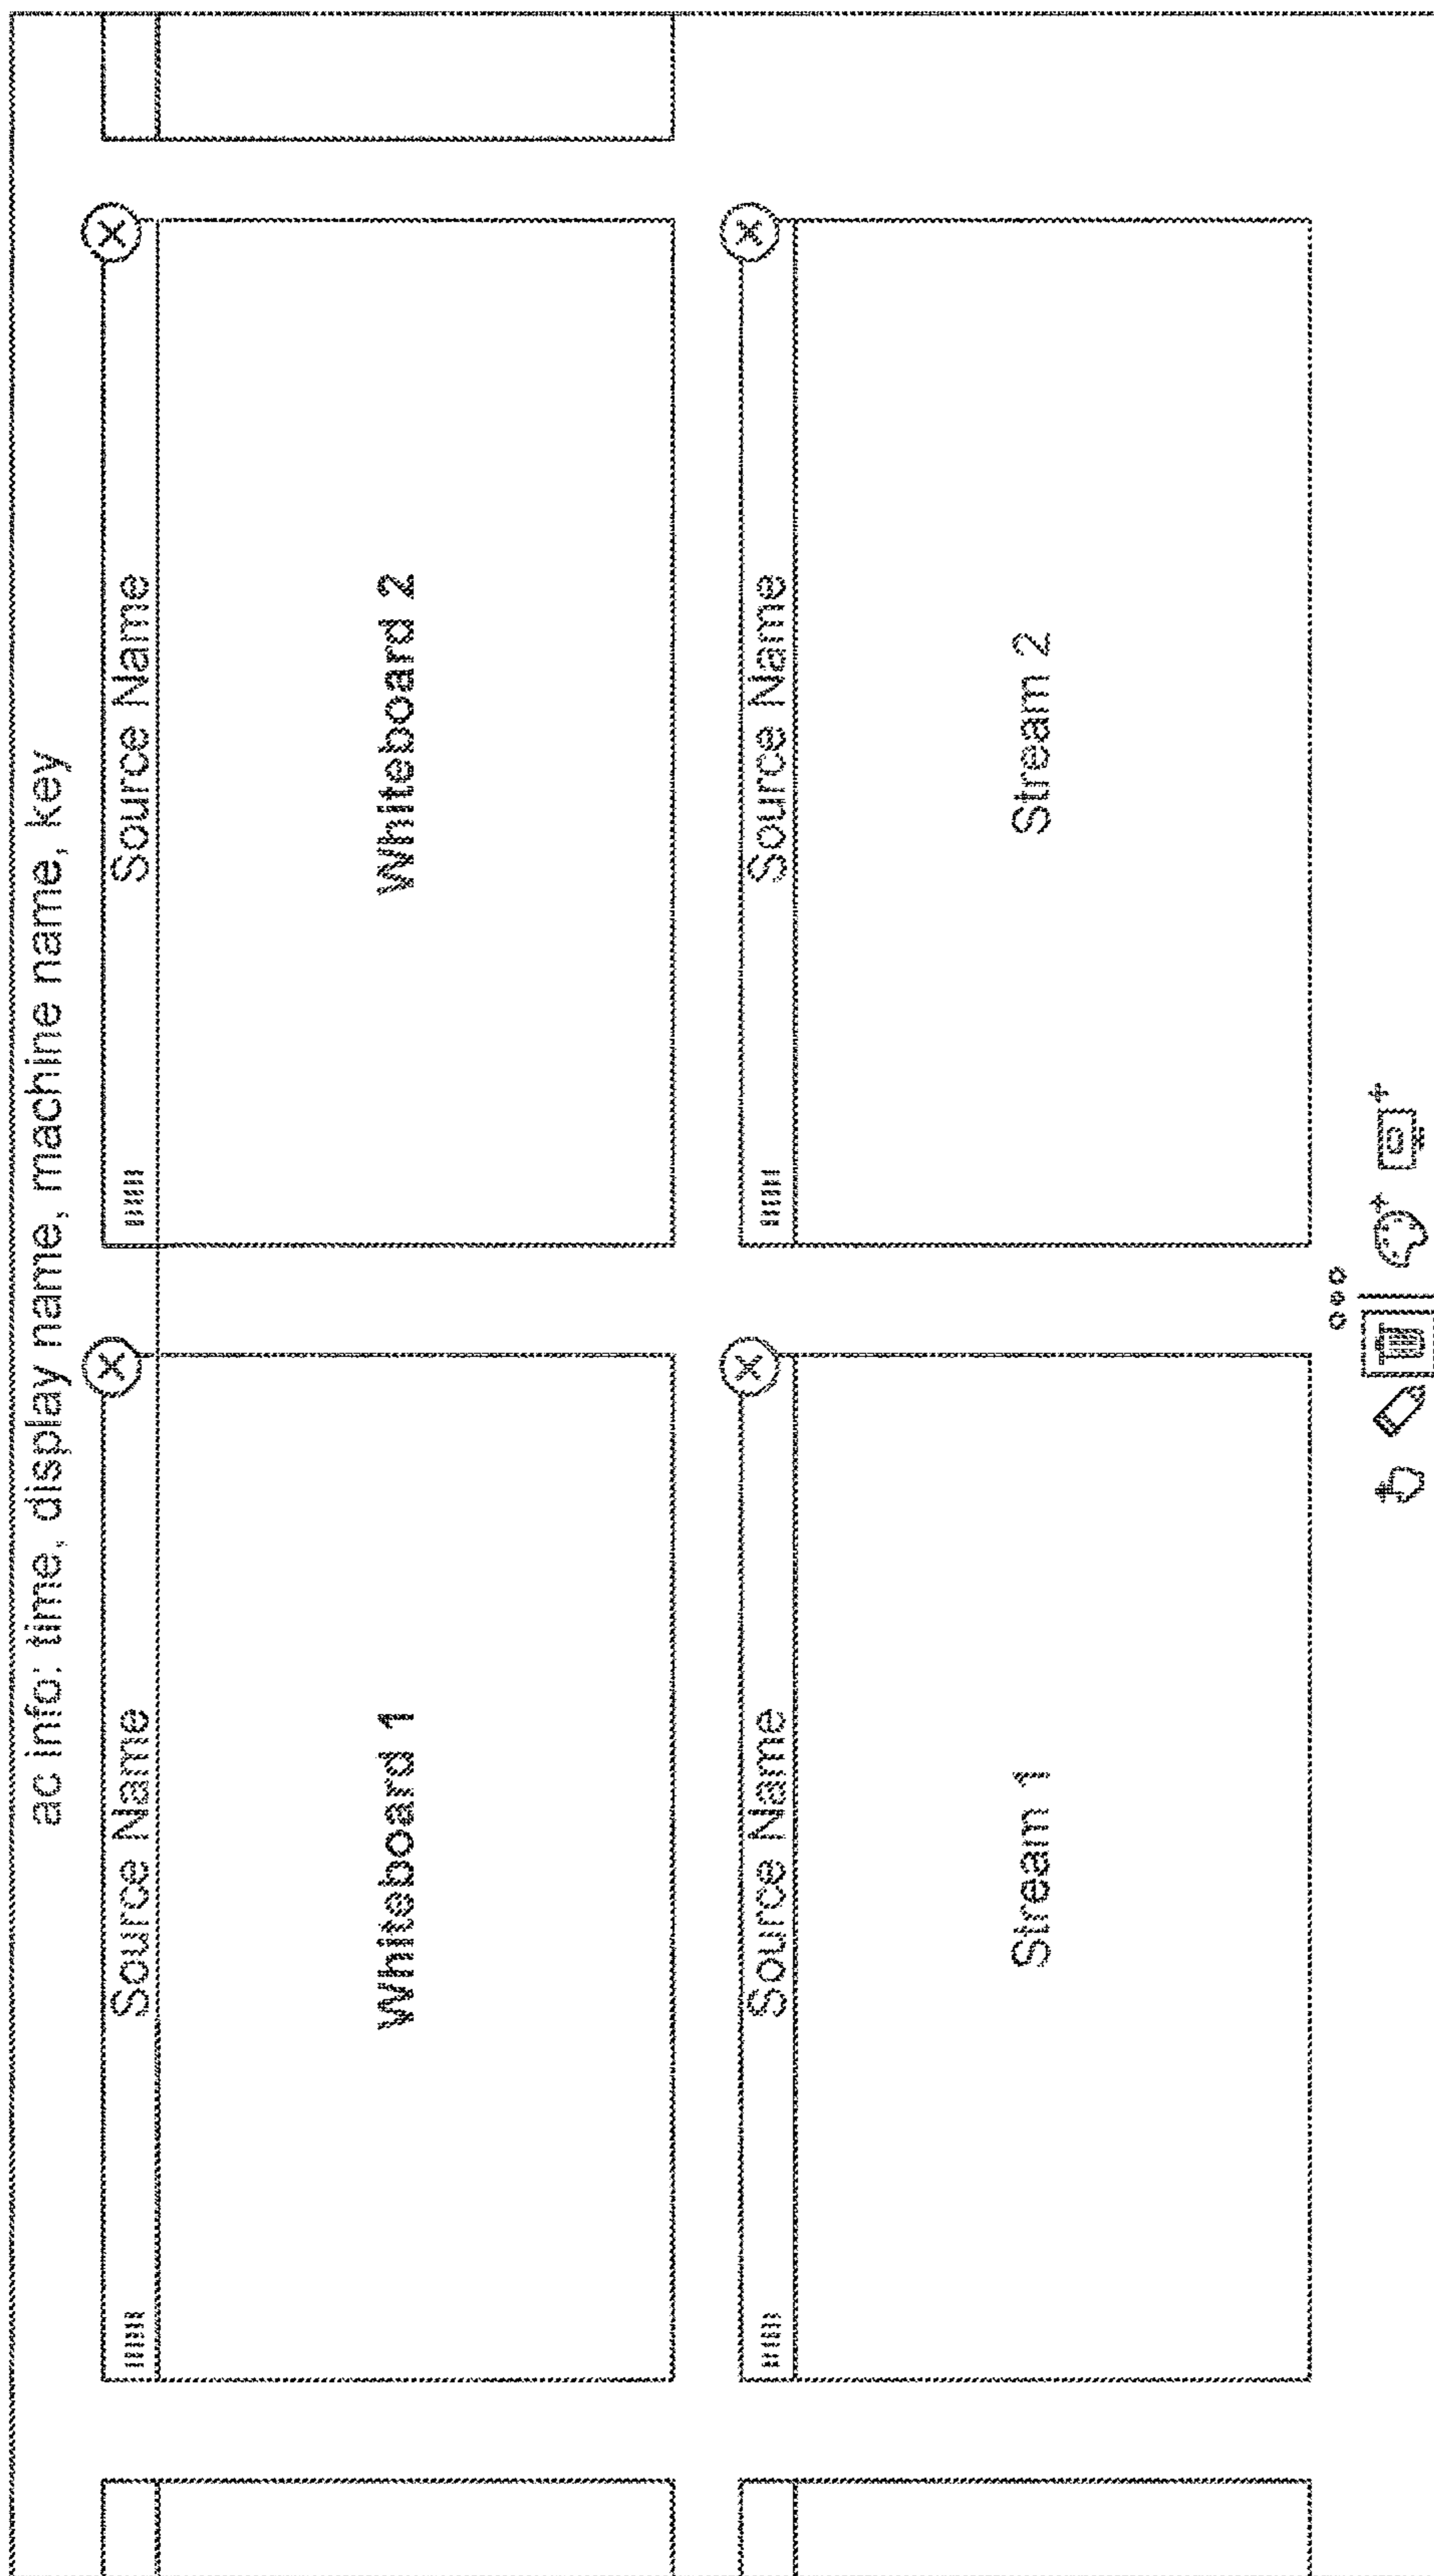 ac info: time, display name, machine name, key
Source Name
Whiteboard 1
Source Name
Whiteboard 2
Source Name
Stream 1
Source Name
Stream 2